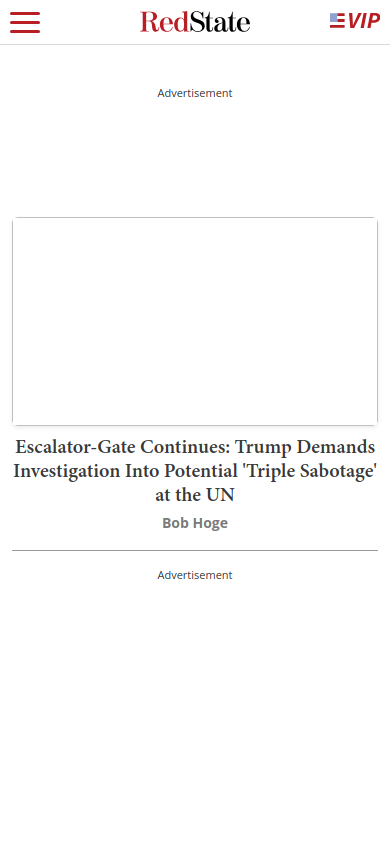 RedState
VIP
Advertisement
Escalator-Gate Continues: Trump Demands
Investigation Into Potential 'Triple Sabotage'
at the UN
Bob Hoge
Advertisement